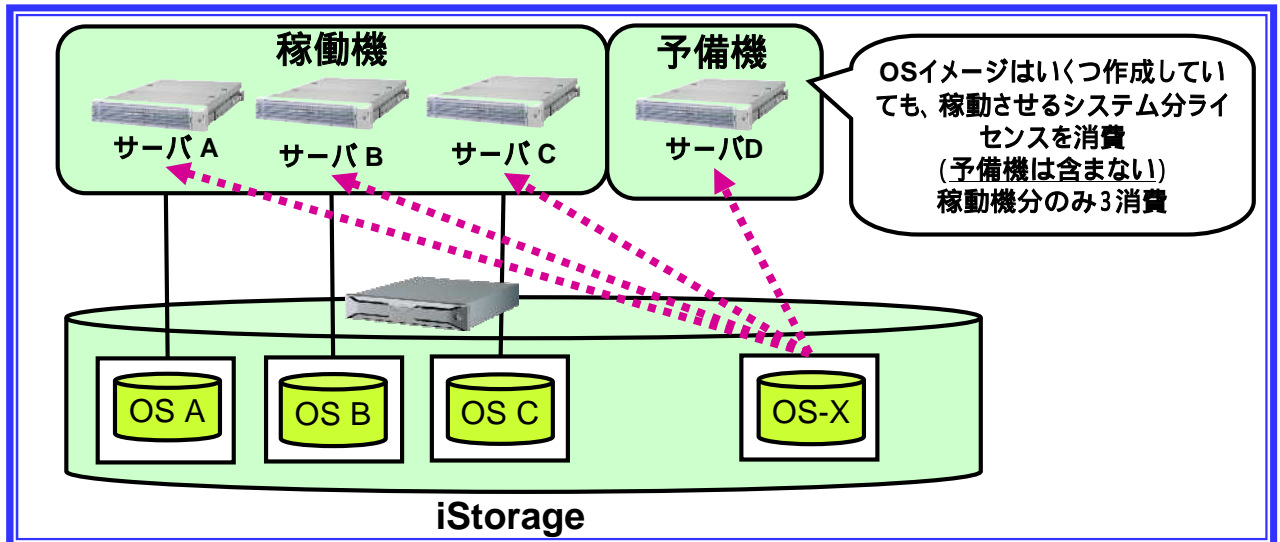 稼働機
予備機
サーバ A
サーバ B
サーバ C
サーバD
OSイメージはいくつ作成してい
ても、稼動させるシステム分ライ
センスを消費
(予備機は含まない)
稼動機分のみ3消費
OS A
OS B
OS C
OS-X
iStorage